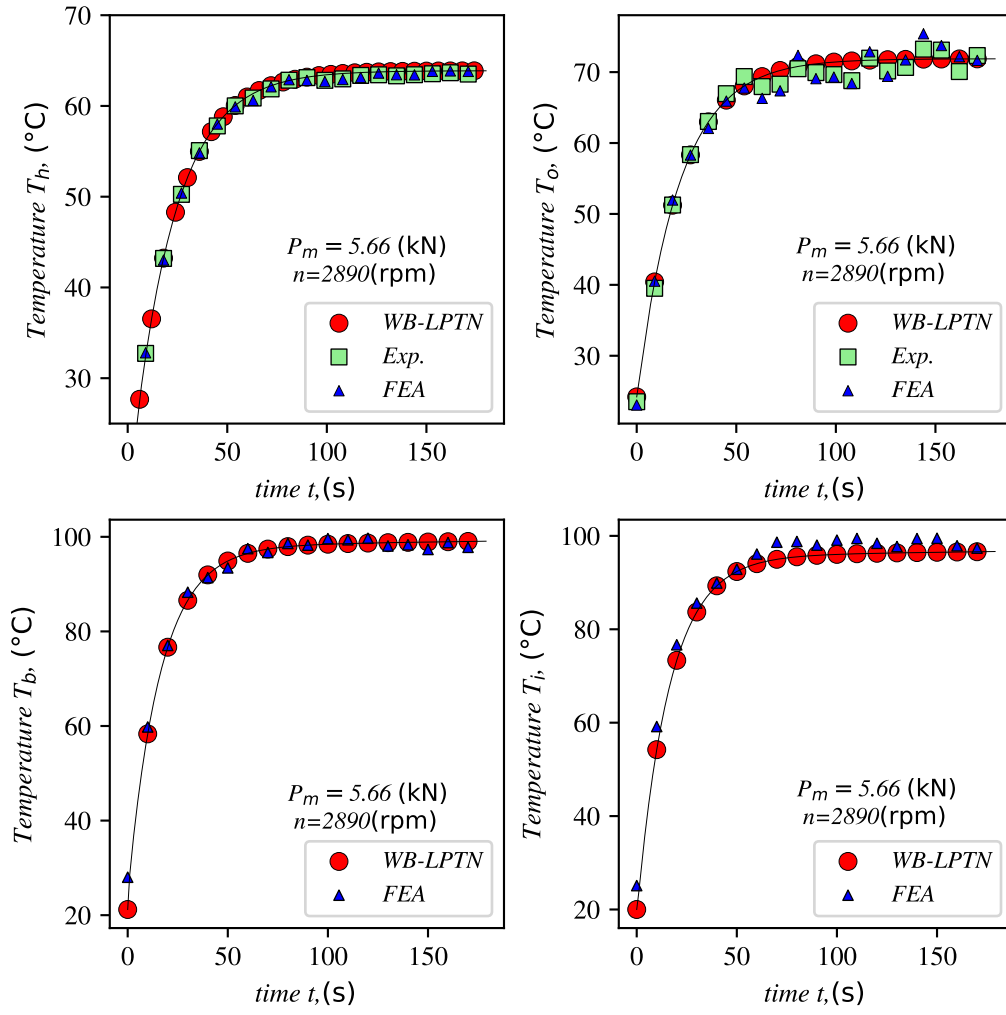 70
60
50
40
30
0
50
100
150
Temperature T_h, (°C)
time t,(s)
P_m = 5.66 (kN)
n=2890(rpm)
WB-LPTN
Exp.
FEA
70
60
50
40
30
0
50
100
150
Temperature T_o, (°C)
time t,(s)
P_m = 5.66 (kN)
n=2890(rpm)
WB-LPTN
Exp.
FEA
100
80
60
40
20
0
50
100
150
Temperature T_b, (°C)
time t,(s)
P_m = 5.66 (kN)
n=2890(rpm)
WB-LPTN
FEA
100
80
60
40
20
0
50
100
150
Temperature T_i, (°C)
time t,(s)
P_m = 5.66 (kN)
n=2890(rpm)
WB-LPTN
FEA